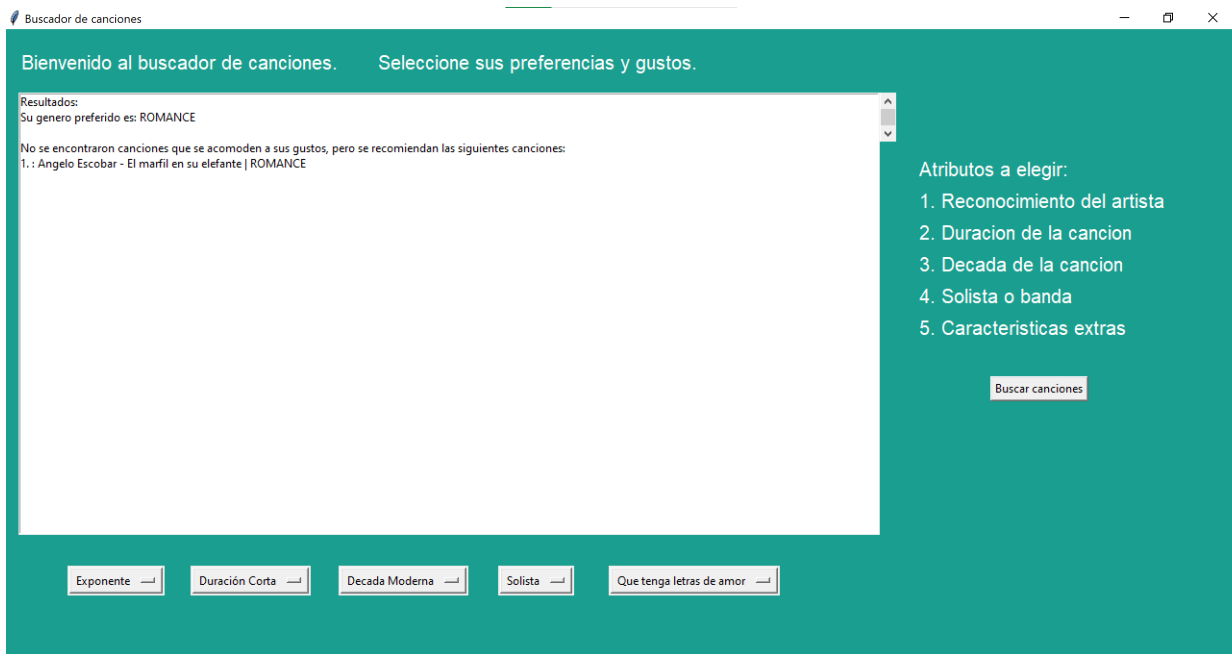 Buscador de canciones
Bienvenido al buscador de canciones. Seleccione sus preferencias y gustos.
Resultados:
Su genero preferido es: ROMANCE
No se encontraron canciones que se acomoden a sus gustos, pero se recomiendan las siguientes canciones:
1. : Angelo Escobar - El marfil en su elefante | ROMANCE
Atributos a elegir:
1. Reconocimiento del artista
2. Duracion de la cancion
3. Decada de la cancion
4. Solista o banda
5. Caracteristicas extras
Buscar canciones
Exponente Duración Corta Decada Moderna Solista Que tenga letras de amor